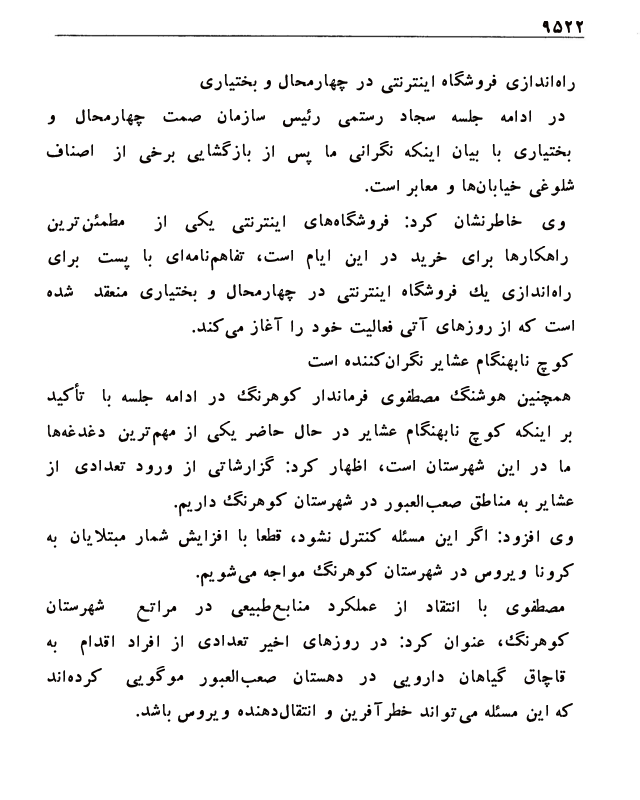 ۹۵۲۲
راه‌اندازی فروشگاه اینترنتی در چهارمحال و بختیاری
در ادامه جلسه سجاد رستمی رئیس سازمان صمت چهارمحال و
بختیاری با بیان اینکه نگرانی ما پس از بازگشایی برخی از اصناف
شلوغی خیابان‌ها و معابر است.
وی خاطرنشان کرد: فروشگاه‌های اینترنتی یکی از مطمئن‌ترین
راهکارها برای خرید در این ایام است، تفاهم‌نامه‌ای با پست برای
راه‌اندازی یك فروشگاه اینترنتی در چهارمحال و بختیاری منعقد شده
است که از روزهای آتی فعالیت خود را آغاز می‌کند.
کوچ نابهنگام عشایر نگران‌کننده است
همچنین هوشنگ مصطفوی فرماندار کوهرنگ در ادامه جلسه با تأکید
بر اینکه کوچ نابهنگام عشایر در حال حاضر یکی از مهم‌ترین دغدغه‌ها
ما در این شهرستان است، اظهار کرد: گزارشاتی از ورود تعدادی از
عشایر به مناطق صعب‌العبور در شهرستان کوهرنگ داریم.
وی افزود: اگر این مسئله کنترل نشود، قطعا با افزایش شمار مبتلایان به
کرونا ویروس در شهرستان کوهرنگ مواجه می‌شویم.
مصطفوی با انتقاد از عملکرد منابع‌طبیعی در مراتع شهرستان
کوهرنگ، عنوان کرد: در روزهای اخیر تعدادی از افراد اقدام به
قاچاق گیاهان دارویی در دهستان صعب‌العبور موگویی کرده‌اند
که این مسئله می‌تواند خطرآفرین و انتقال‌دهنده ویروس باشد.